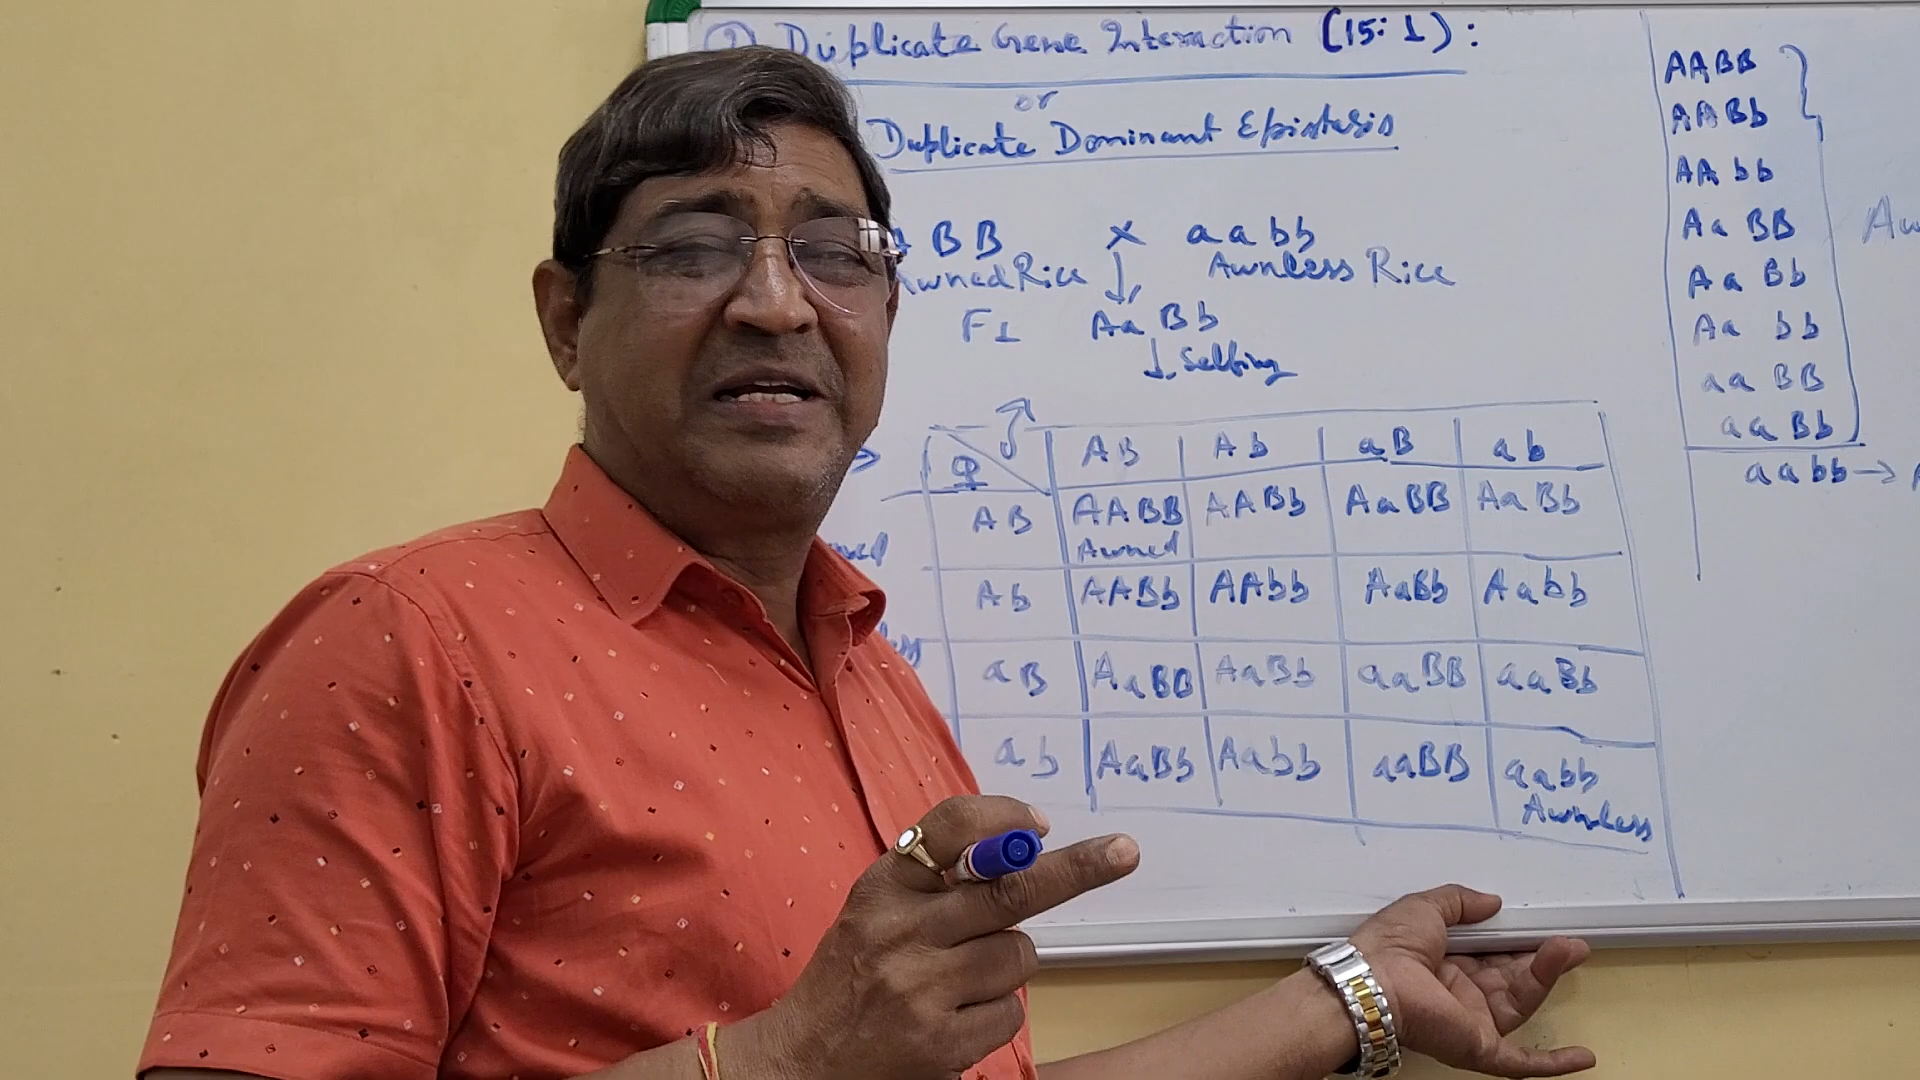 Duplicate Gene Interaction (15:1):
or
Duplicate Dominant Epistasis
BB × aabb
Awned Rice Awnless Rice
F1 AaBb
↓ Selfing
♀ ♂ AB Ab aB ab
AB AABB AABb AaBB AaBb
Awned
Ab AABb AAbb AaBb Aabb
aB AaBB AaBb aaBB aaBb
ab AaBb Aabb aaBB aabb
Awnless
AABB
AABb
AAbb
AaBB
AaBb
Aabb
aaBB
aaBb
aabb →